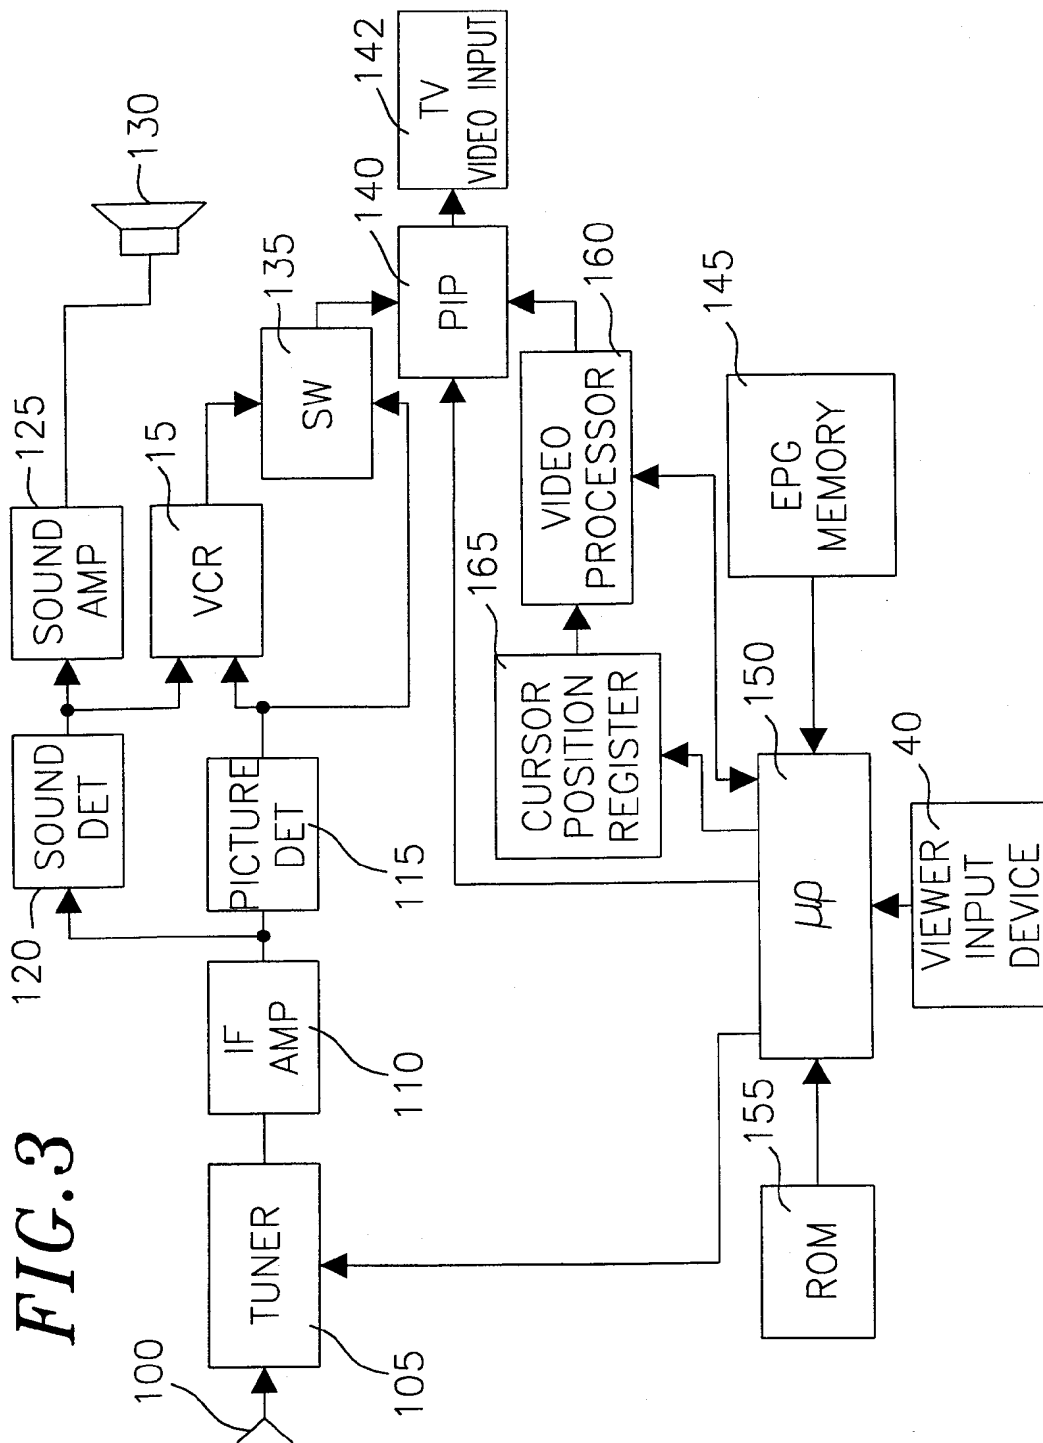 FIG.3
100
TUNER
105
IF
AMP
110
120
SOUND
DET
PICTURE
DET
115
SOUND
AMP
125
VCR
15
130
SW
135
PIP
140
TV
VIDEO INPUT
142
CURSOR
POSITION
REGISTER
165
VIDEO
PROCESSOR
160
EPG
MEMORY
145
μp
150
ROM
155
VIEWER
INPUT
DEVICE
40